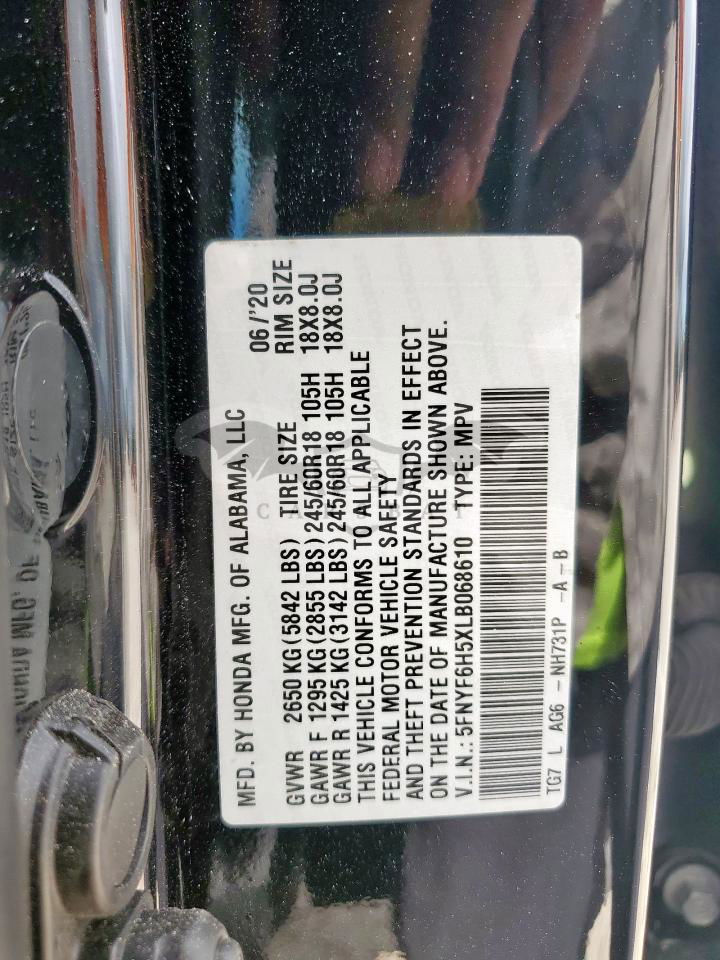 MFD. BY HONDA MFG. OF ALABAMA, LLC 06/'20
GVWR 2650 KG (5842 LBS) TIRE SIZE RIM SIZE
GAWR F 1295 KG (2855 LBS) 245/60R18 105H 18X8.0J
GAWR R 1425 KG (3142 LBS) 245/60R18 105H 18X8.0J
THIS VEHICLE CONFORMS TO ALL APPLICABLE
FEDERAL MOTOR VEHICLE SAFETY
AND THEFT PREVENTION STANDARDS IN EFFECT
ON THE DATE OF MANUFACTURE SHOWN ABOVE.
V.I.N.: 5FNYF6H5XLB068610 TYPE: MPV
TG7 L AG6 - NH731P -A -B